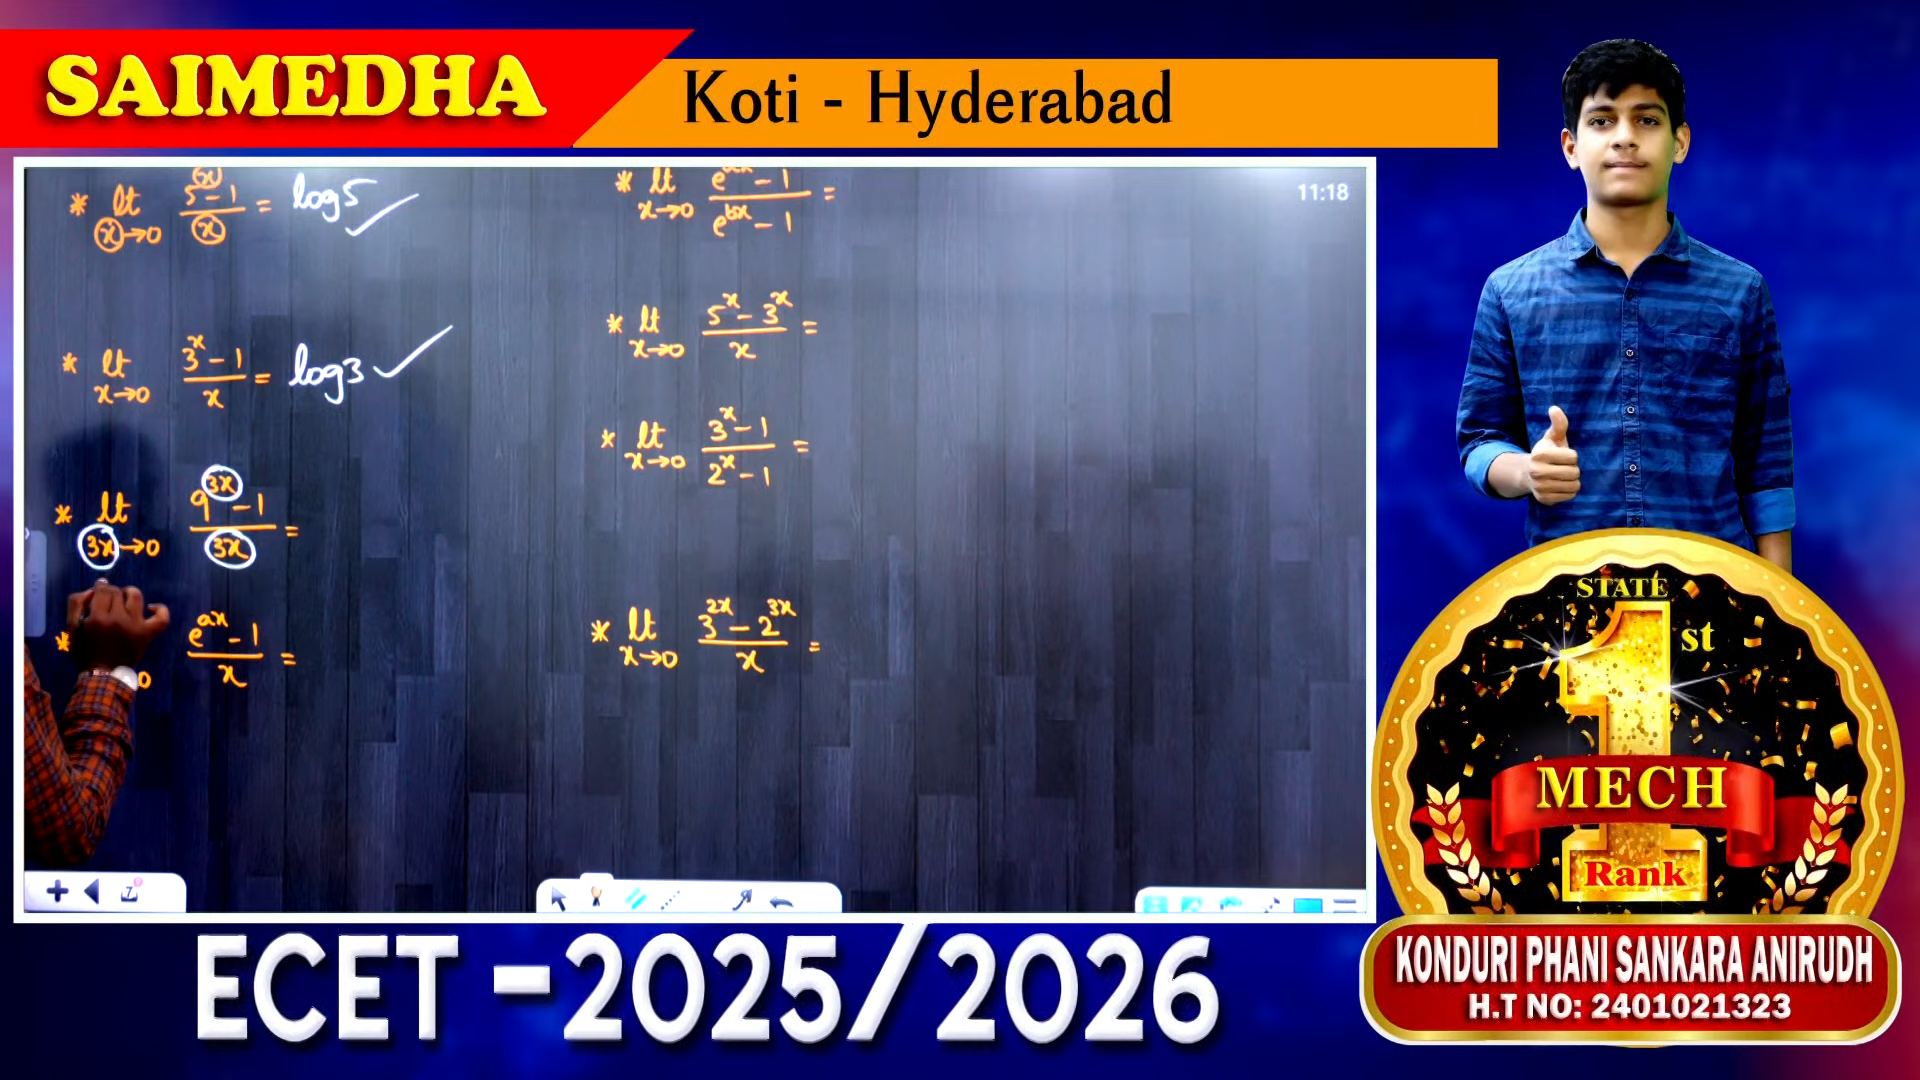 SAIMEDHA
Koti - Hyderabad
11:18
* lt x→0 (5^x - 1)/x = log5 ✓
* lt x→0 (3^x - 1)/x = log3 ✓
* lt 3x→0 (9^3x - 1)/3x =
* 0 (e^ax - 1)/x =
* lt x→0 (e^ax - 1)/(e^bx - 1) =
* lt x→0 (5^x - 3^x)/x =
* lt x→0 (3^x - 1)/(2^x - 1) =
* lt x→0 (3^2x - 2^3x)/x =
STATE
1st
MECH
Rank
KONDURI PHANI SANKARA ANIRUDH
H.T NO: 2401021323
ECET -2025/2026